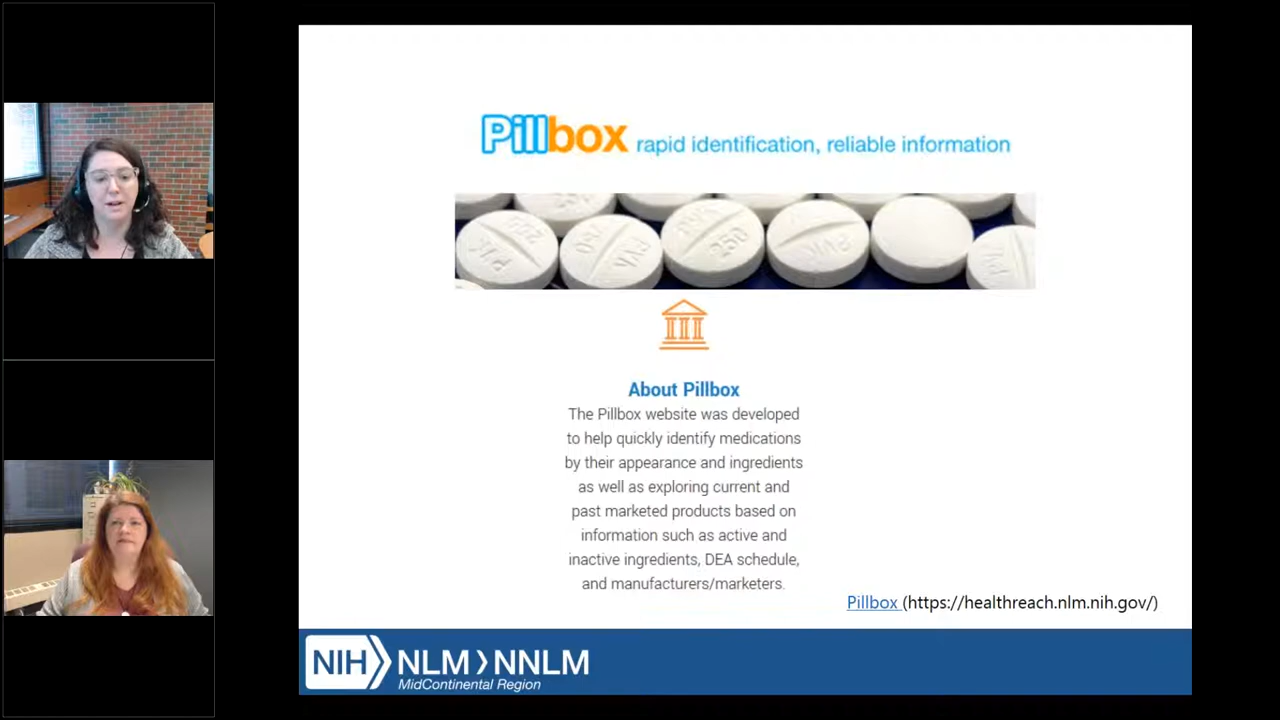 Pillbox rapid identification, reliable information
250
About Pillbox
The Pillbox website was developed
to help quickly identify medications
by their appearance and ingredients
as well as exploring current and
past marketed products based on
information such as active and
inactive ingredients, DEA schedule,
and manufacturers/marketers.
Pillbox (https://healthreach.nlm.nih.gov/)
NIH NLM NNLM
MidContinental Region